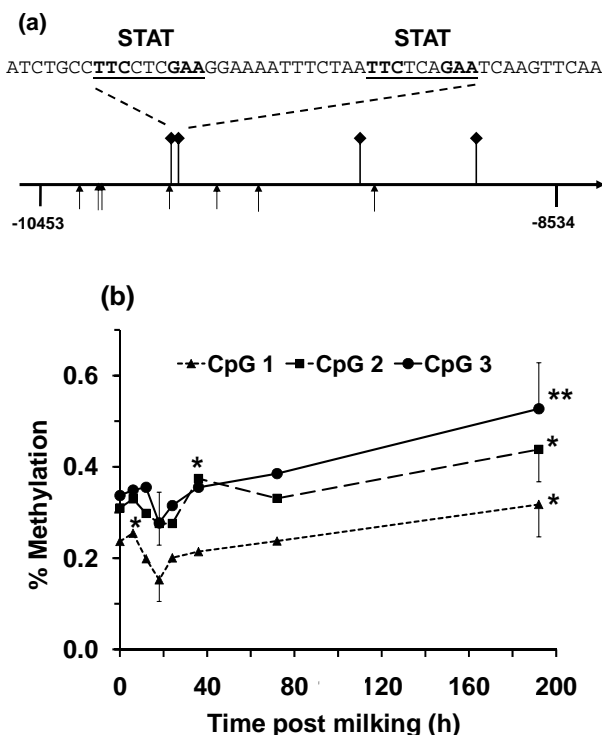 (a)
STAT STAT
ATCTGCCTTCCTCGAAGGAAAATTTCTAATTCTCAGAATCAAGTTCAA
-10453 -8534
(b)
CpG 1 CpG 2 CpG 3
0.6
**
*
0.4
*
*
*
0.2
0.0
0 40 80 120 160 200
% Methylation
Time post milking (h)